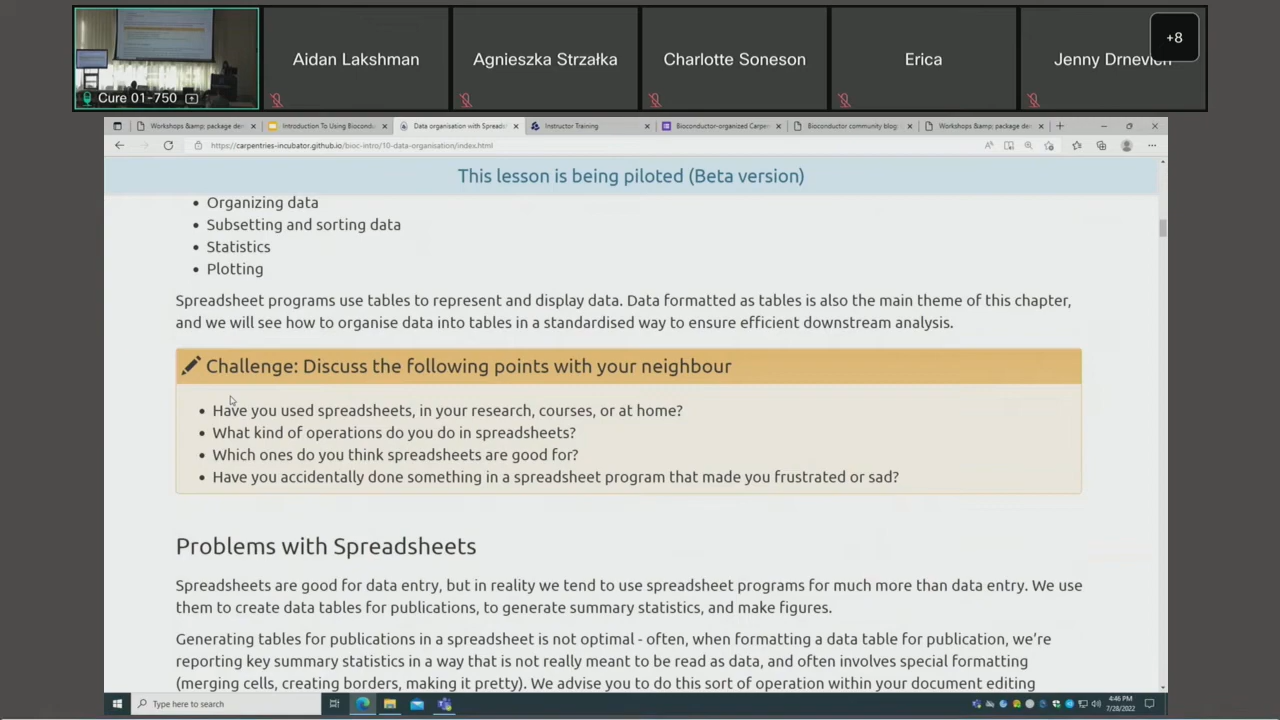 Cure 01-750
Aidan Lakshman
Agnieszka Strzałka
Charlotte Soneson
Erica
Jenny Drnevich
+8
Workshops &amp; package de
Introduction To Using Bioconduc
Data organisation with Spreads
Instructor Training
Bioconductor-organized Carpen
Bioconductor community blog
Workshops &amp; package de
https://carpentries-incubator.github.io/bioc-intro/10-data-organisation/index.html
This lesson is being piloted (Beta version)
• Organizing data
• Subsetting and sorting data
• Statistics
• Plotting
Spreadsheet programs use tables to represent and display data. Data formatted as tables is also the main theme of this chapter,
and we will see how to organise data into tables in a standardised way to ensure efficient downstream analysis.
Challenge: Discuss the following points with your neighbour
• Have you used spreadsheets, in your research, courses, or at home?
• What kind of operations do you do in spreadsheets?
• Which ones do you think spreadsheets are good for?
• Have you accidentally done something in a spreadsheet program that made you frustrated or sad?
Problems with Spreadsheets
Spreadsheets are good for data entry, but in reality we tend to use spreadsheet programs for much more than data entry. We use
them to create data tables for publications, to generate summary statistics, and make figures.
Generating tables for publications in a spreadsheet is not optimal - often, when formatting a data table for publication, we're
reporting key summary statistics in a way that is not really meant to be read as data, and often involves special formatting
(merging cells, creating borders, making it pretty). We advise you to do this sort of operation within your document editing
Type here to search
4:46 PM
7/28/2022